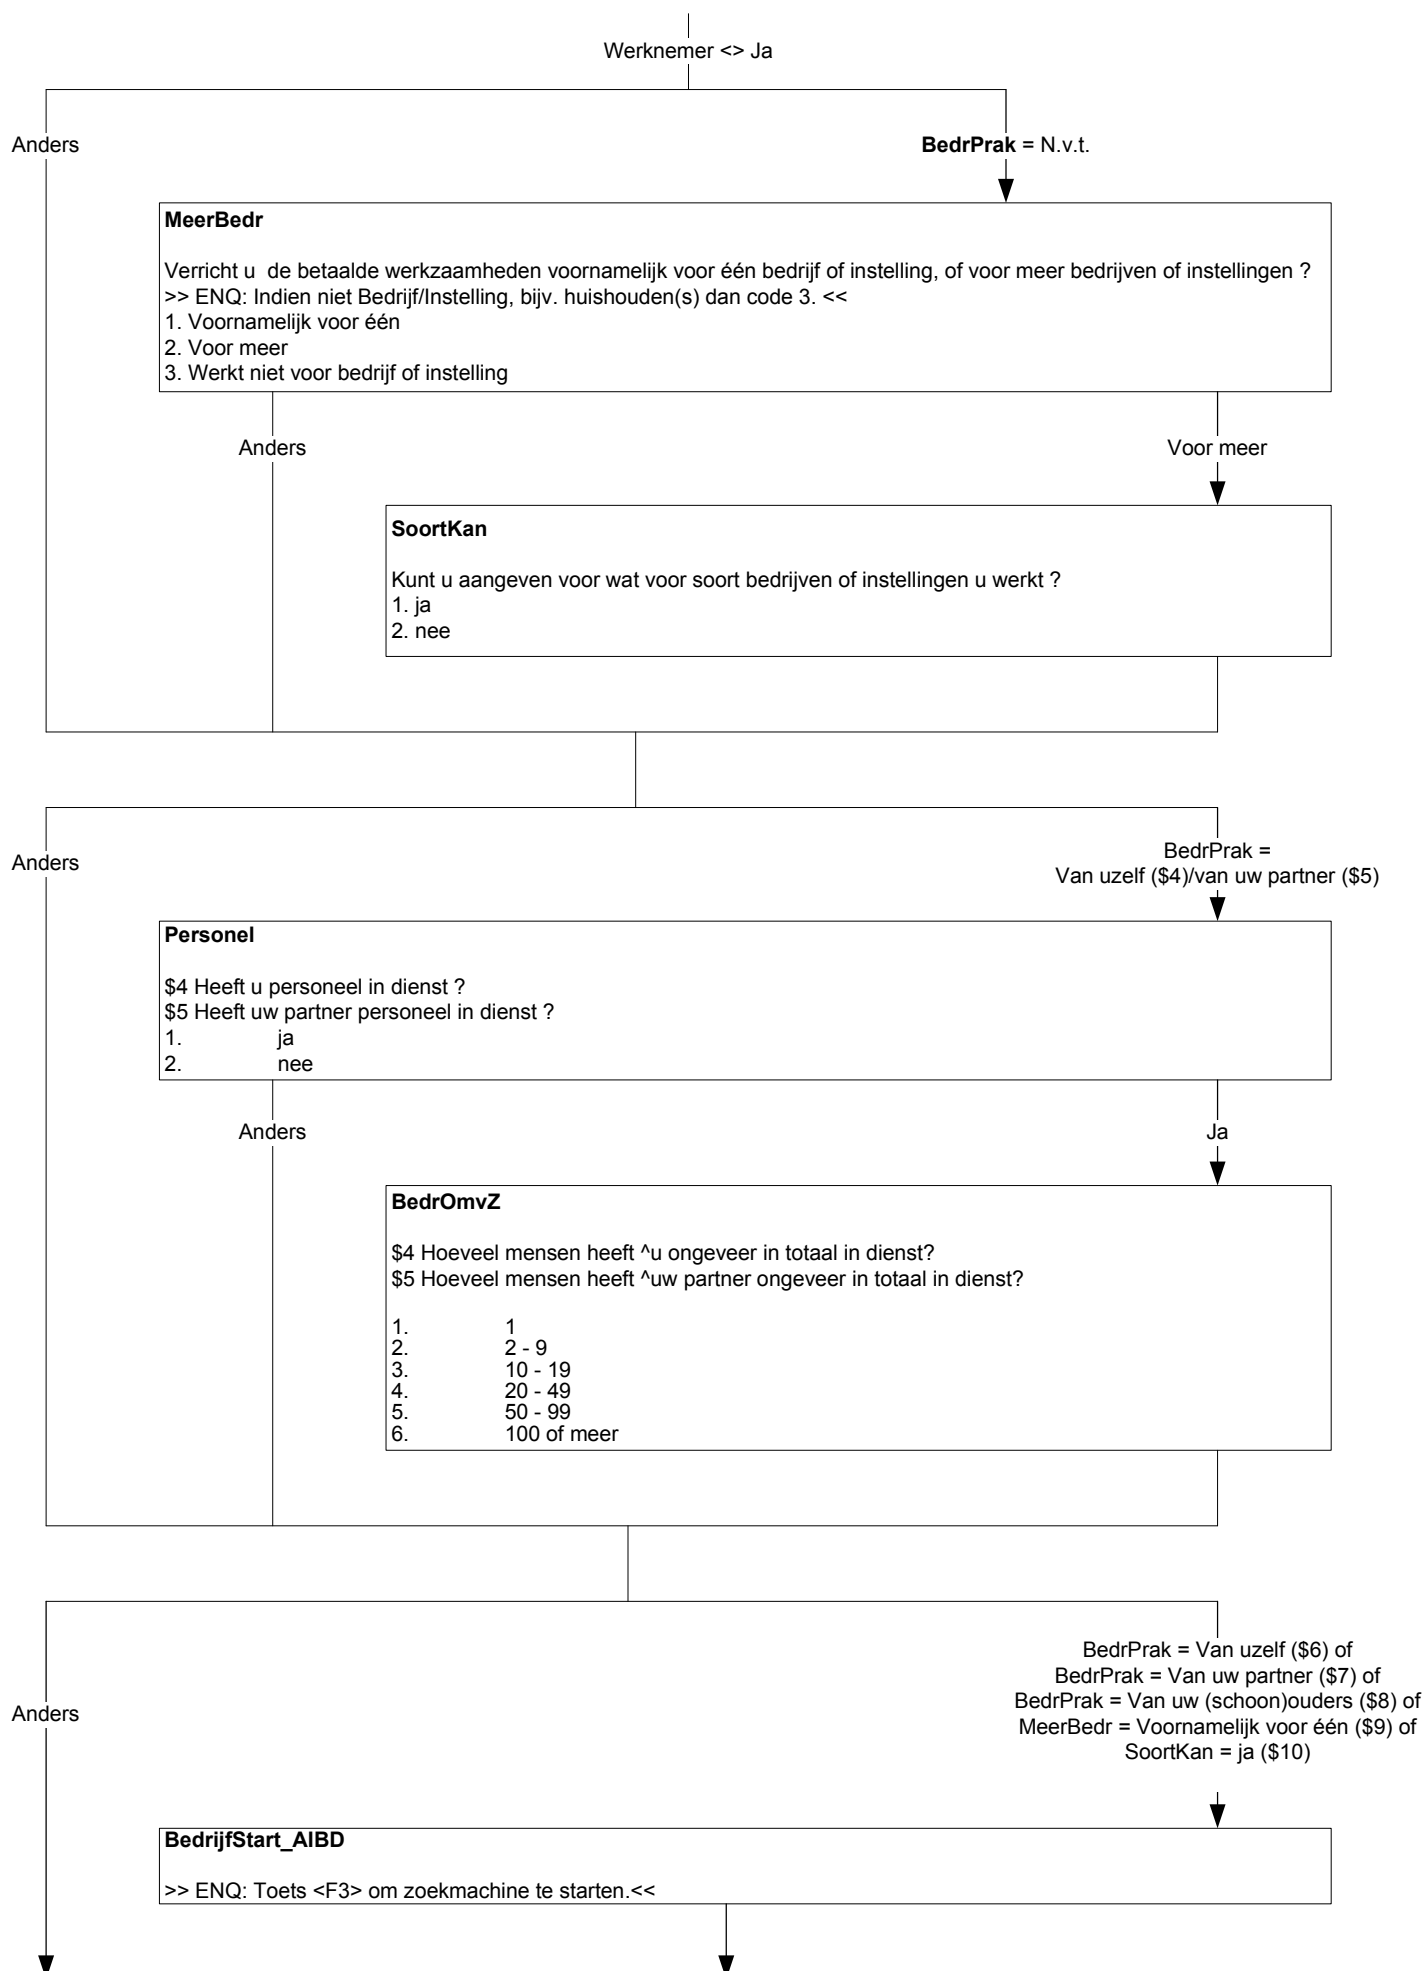 Werknemer <> Ja
Anders
BedrPrak = N.v.t.
MeerBedr
Verricht u  de betaalde werkzaamheden voornamelijk voor één bedrijf of instelling, of voor meer bedrijven of instellingen ?
>> ENQ: Indien niet Bedrijf/Instelling, bijv. huishouden(s) dan code 3. <<
1. Voornamelijk voor één
2. Voor meer
3. Werkt niet voor bedrijf of instelling
Anders
Voor meer
SoortKan
Kunt u aangeven voor wat voor soort bedrijven of instellingen u werkt ?
1. ja
2. nee
Anders
BedrPrak =
Van uzelf ($4)/van uw partner ($5)
Personel
$4 Heeft u personeel in dienst ?
$5 Heeft uw partner personeel in dienst ?
1. ja
2. nee
Anders
Ja
BedrOmvZ
$4 Hoeveel mensen heeft ^u ongeveer in totaal in dienst?
$5 Hoeveel mensen heeft ^uw partner ongeveer in totaal in dienst?
1. 1
2. 2 - 9
3. 10 - 19
4. 20 - 49
5. 50 - 99
6. 100 of meer
Anders
BedrPrak = Van uzelf ($6) of
BedrPrak = Van uw partner ($7) of
BedrPrak = Van uw (schoon)ouders ($8) of
MeerBedr = Voornamelijk voor één ($9) of
SoortKan = ja ($10)
BedrijfStart_AIBD
>> ENQ: Toets <F3> om zoekmachine te starten.<<